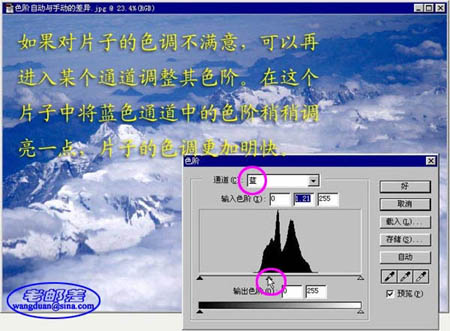 色阶自动与手动的差异.jpg @ 23.4%(RGB)
如果对片子的色调不满意，可以再
进入某个通道调整其色阶。在这个
片子中将蓝色通道中的色阶稍稍调
亮一点，片子的色调更加明快。
色阶
通道(C): 蓝
好
输入色阶(I): 0 1.21 255
取消
载入(L)...
存储(S)...
自动
输出色阶(O): 0 255
预览(P)
老邮差
wangduan@sina.com